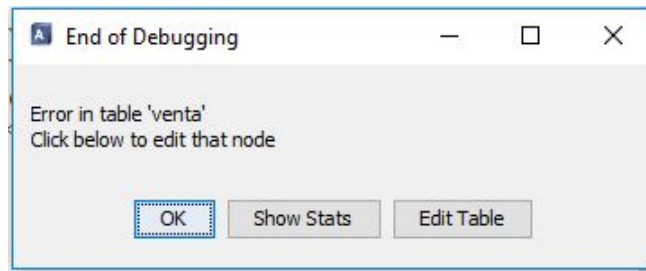 End of Debugging
Error in table 'venta'
Click below to edit that node
OK
Show Stats
Edit Table